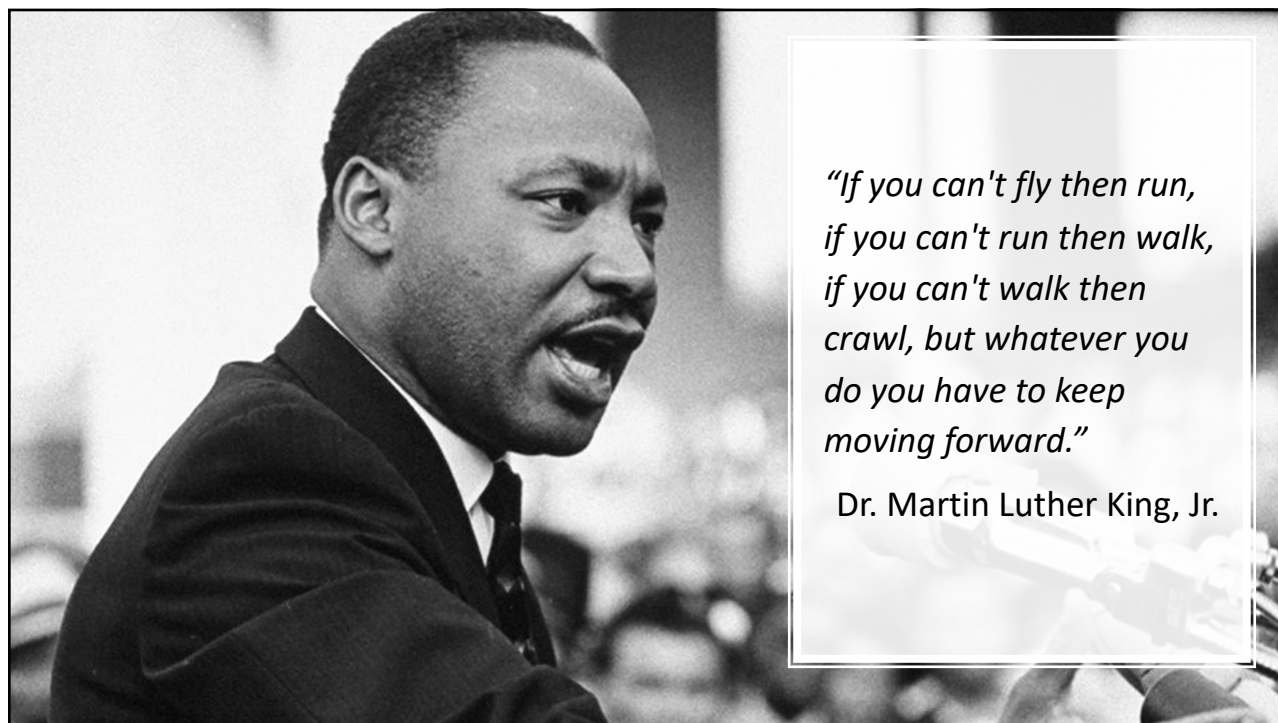 “If you can't fly then run,
if you can't run then walk,
if you can't walk then
crawl, but whatever you
do you have to keep
moving forward.”
Dr. Martin Luther King, Jr.